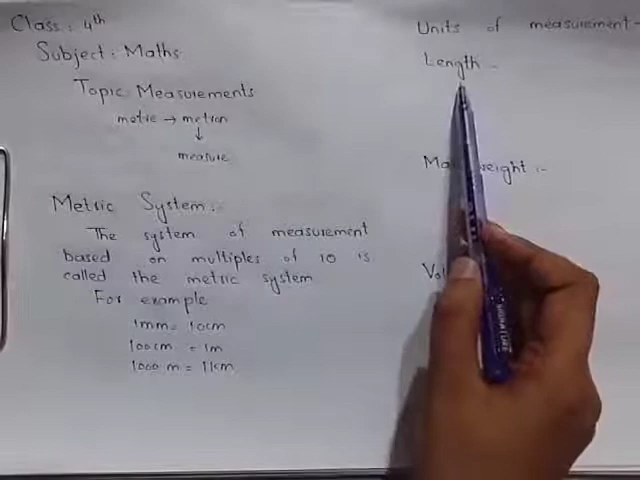 Class: 4th
Subject: Maths
Topic: Measurements
metric → metron
↓
measure
Metric System:-
The system of measurement
based on multiples of 10 is
called the metric system
For example
1mm = 10cm
100cm = 1m
1000 m = 1km
Units of measurement-
Length -
weight :-
SIGNATURE